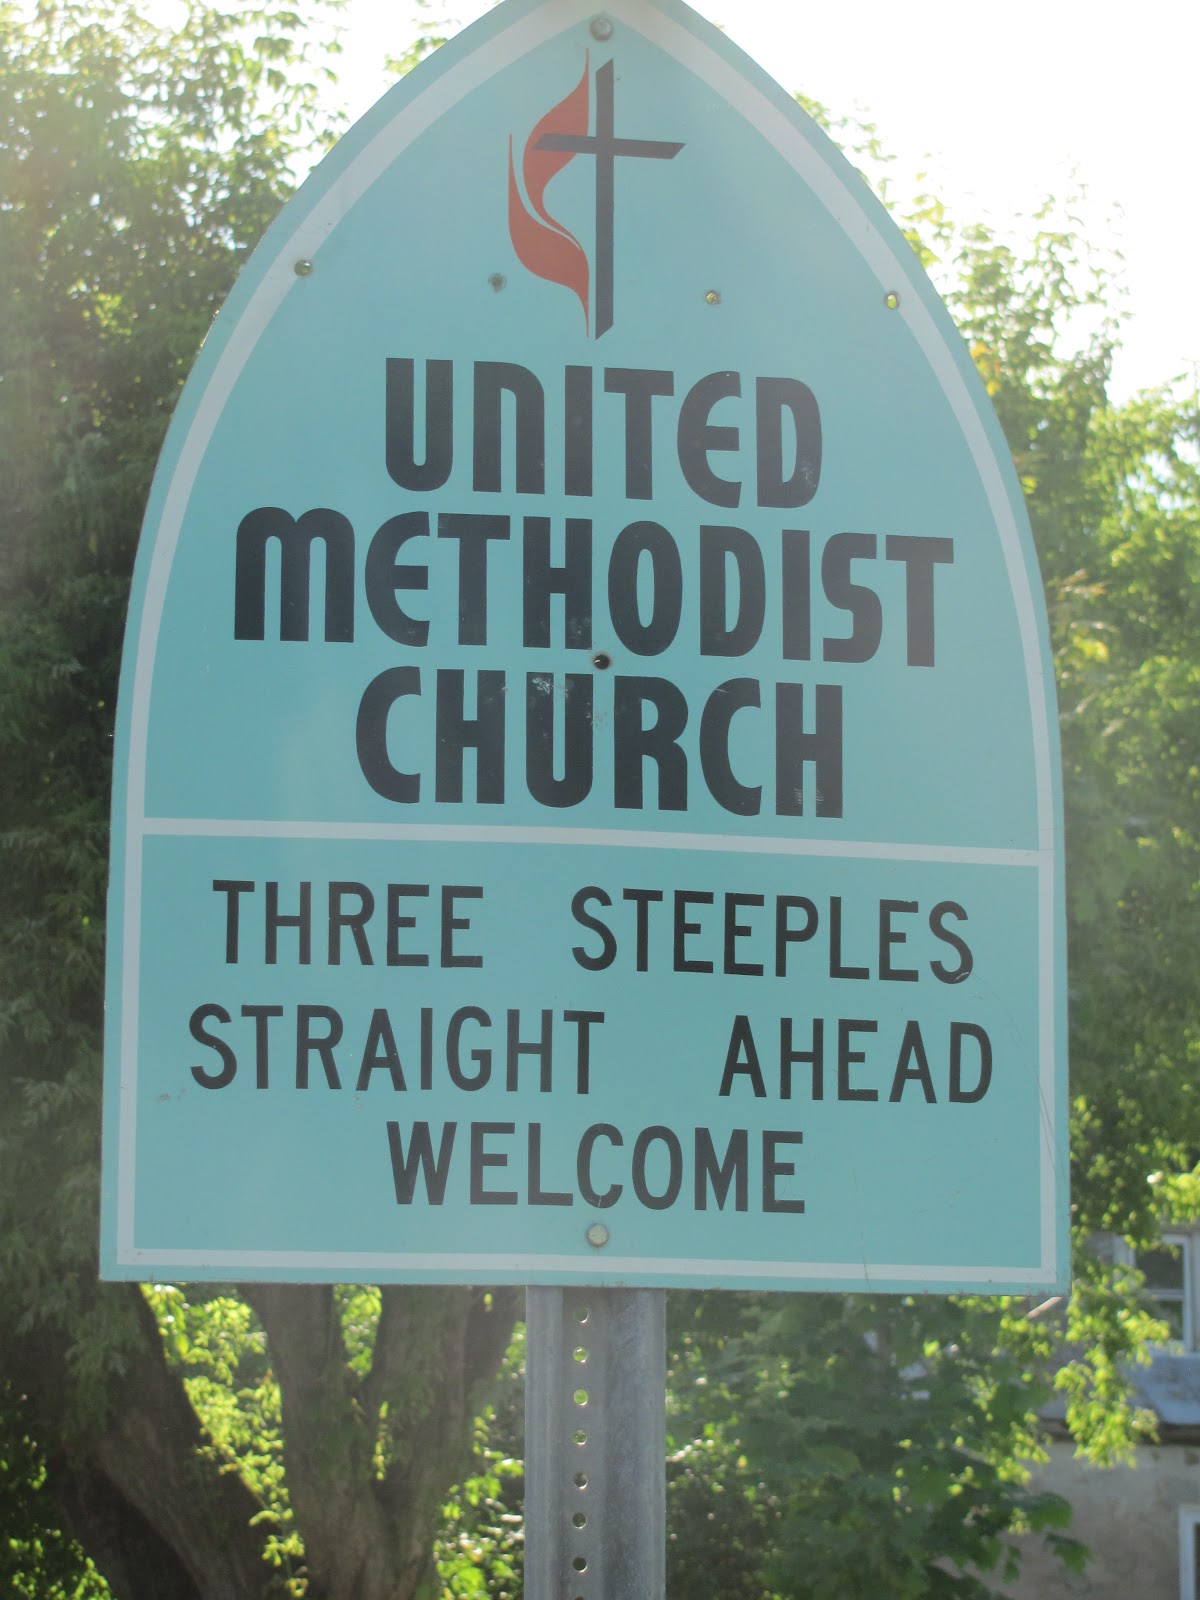 UNITED
METHODIST
CHURCH
THREE STEEPLES
STRAIGHT AHEAD
WELCOME